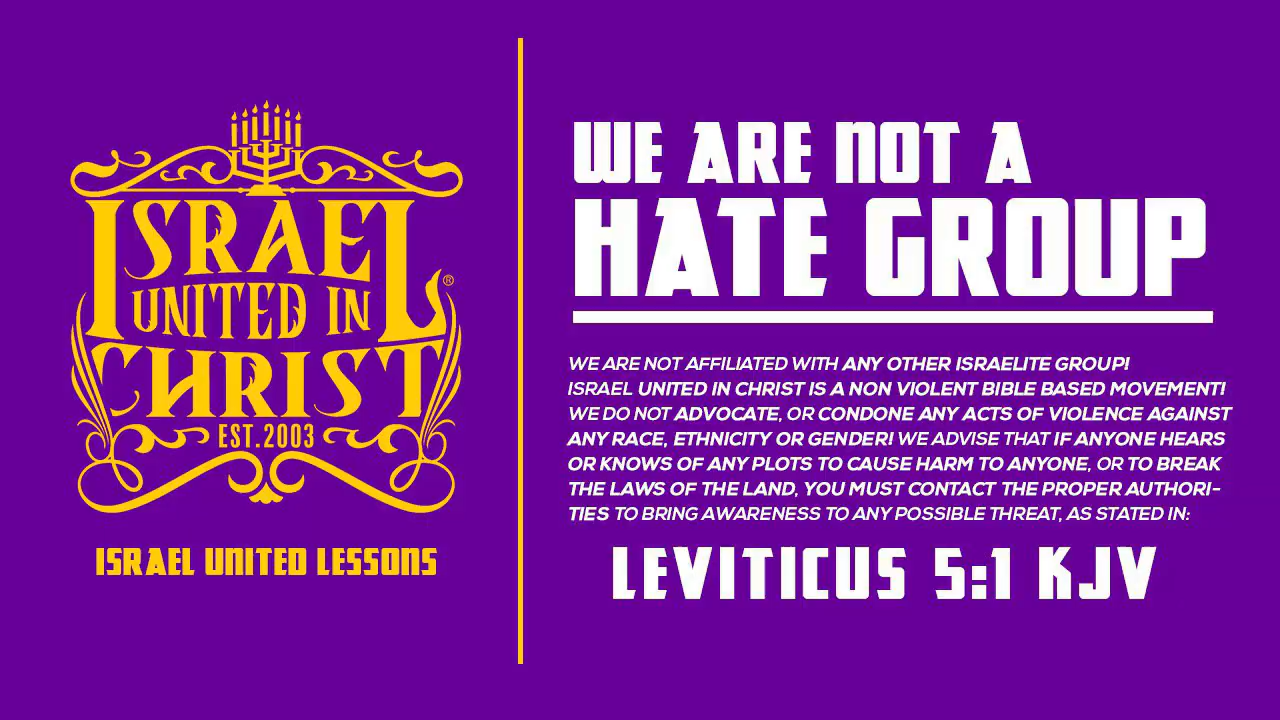 ISRAEL
UNITED IN
CHRIST
®
EST.2003
ISRAEL UNITED LESSONS
WE ARE NOT A
HATE GROUP
WE ARE NOT AFFILIATED WITH ANY OTHER ISRAELITE GROUP!
ISRAEL UNITED IN CHRIST IS A NON VIOLENT BIBLE BASED MOVEMENT!
WE DO NOT ADVOCATE, OR CONDONE ANY ACTS OF VIOLENCE AGAINST
ANY RACE, ETHNICITY OR GENDER! WE ADVISE THAT IF ANYONE HEARS
OR KNOWS OF ANY PLOTS TO CAUSE HARM TO ANYONE, OR TO BREAK
THE LAWS OF THE LAND, YOU MUST CONTACT THE PROPER AUTHORI-
TIES TO BRING AWARENESS TO ANY POSSIBLE THREAT, AS STATED IN:
LEVITICUS 5:1 KJV